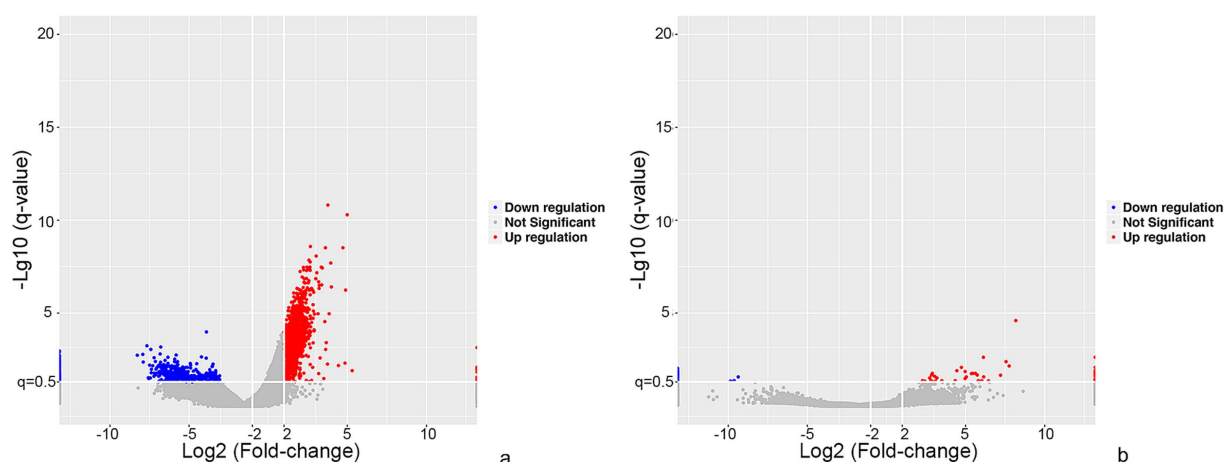 20
15
10
5
q=0.5
-Lg10 (q-value)
-10 -5 -2 2 5 10
Log2 (Fold-change)
Down regulation
Not Significant
Up regulation
a
20
15
10
5
q=0.5
-Lg10 (q-value)
-10 -5 -2 2 5 10
Log2 (Fold-change)
Down regulation
Not Significant
Up regulation
b